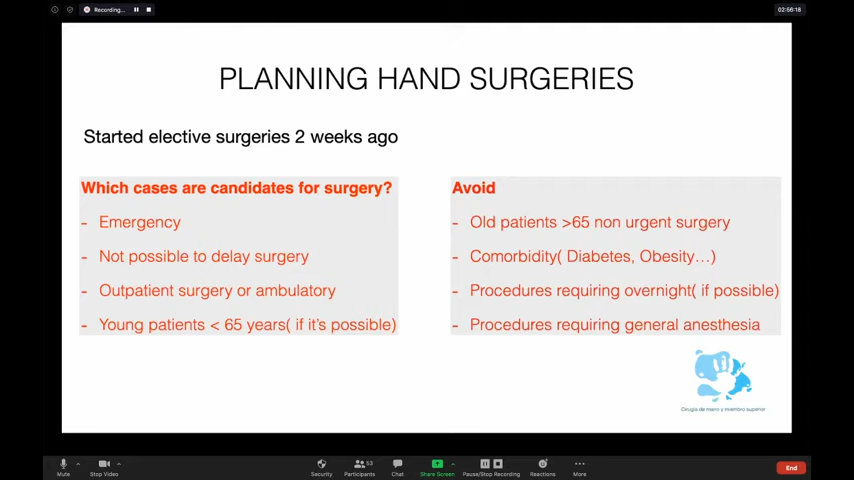 Recording...
02:56:18
PLANNING HAND SURGERIES
Started elective surgeries 2 weeks ago
Which cases are candidates for surgery?
- Emergency
- Not possible to delay surgery
- Outpatient surgery or ambulatory
- Young patients < 65 years( if it's possible)
Avoid
- Old patients >65 non urgent surgery
- Comorbidity( Diabetes, Obesity...)
- Procedures requiring overnight( if possible)
- Procedures requiring general anesthesia
Cirugía de mano y miembro superior
Mute
Stop Video
Security
Participants
53
Chat
Share Screen
Pause/Stop Recording
Reactions
More
End